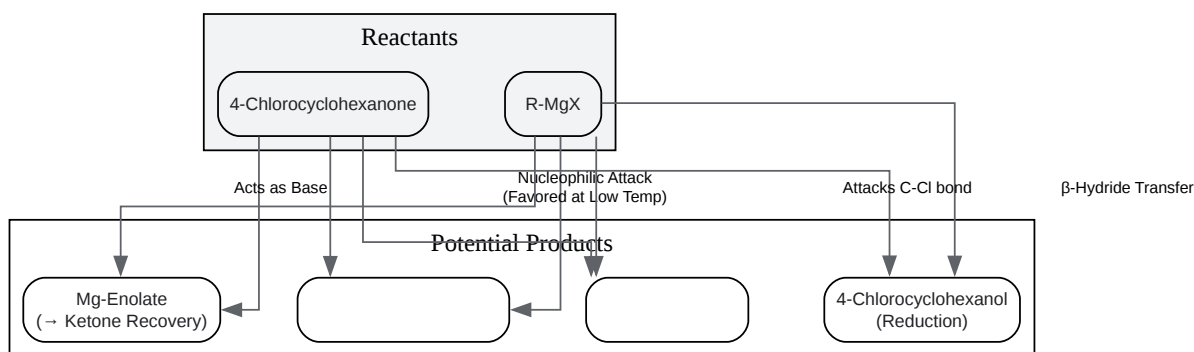 Reactants
4-Chlorocyclohexanone
R-MgX
Acts as Base
Nucleophilic Attack
(Favored at Low Temp)
Attacks C-Cl bond
β-Hydride Transfer
Potential Products
Mg-Enolate
(→ Ketone Recovery)
4-Chlorocyclohexanol
(Reduction)